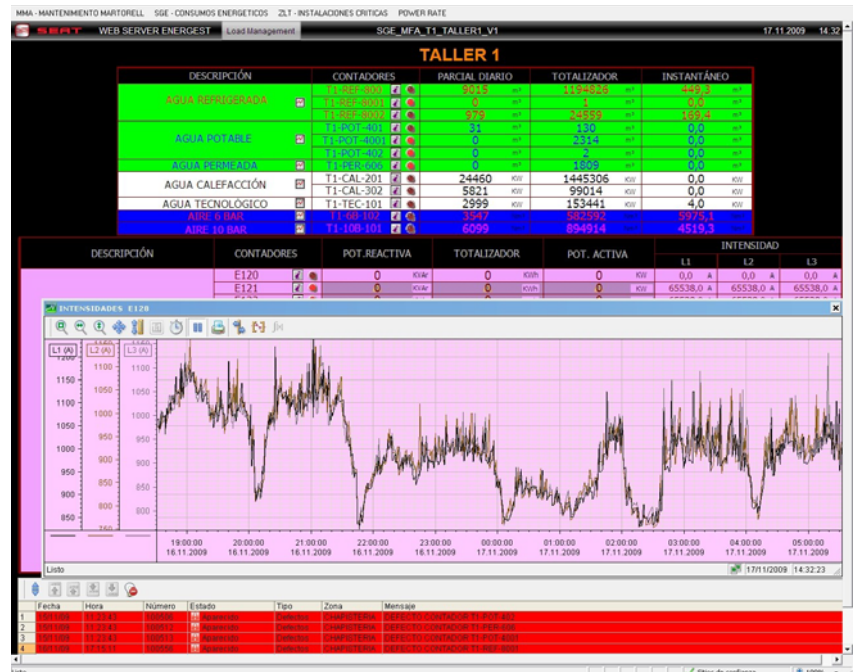 MMA - MANTENIMIENTO MARTORELL SGE - CONSUMOS ENERGETICOS ZLT - INSTALACIONES CRITICAS POWER RATE
SEAT WEB SERVER ENERGEST Load Management SGE_MFA_T1_TALLER1_V1 17.11.2009 14:32
TALLER 1
DESCRIPCIÓN CONTADORES PARCIAL DIARIO TOTALIZADOR INSTANTÁNEO
AGUA REFRIGERADA T1-REF-800 9015 m³ 1194826 m³ 449,3 m³
T1-REF-8001 0 m³ 1 m³ 0,0 m³
T1-REF-8002 979 m³ 24559 m³ 189,4 m³
AGUA POTABLE T1-POT-401 31 m³ 130 m³ 0,0 m³
T1-POT-4001 0 m³ 2314 m³ 0,0 m³
T1-POT-402 0 m³ 2 m³ 0,0 m³
AGUA PERMEADA T1-PER-606 0 m³ 1809 m³ 0,0 m³
AGUA CALEFACCIÓN T1-CAL-201 24460 KW 1445306 KW 0,0 KW
T1-CAL-302 5821 KW 99014 KW 0,0 KW
AGUA TECNOLÓGICO T1-TEC-101 2999 KW 153441 KW 4,0 KW
AIRE 6 BAR T1-6B-102 3547 582592 5975,1
AIRE 10 BAR T1-10B-101 6099 894914 4519,3
DESCRIPCIÓN CONTADORES POT.REACTIVA TOTALIZADOR POT. ACTIVA INTENSIDAD
L1 L2 L3
E120 0 KVAr 0 KWh 0 KW 0,0 A 0,0 A 0,0 A
E121 0 KVAr 0 KWh 0 KW 65538,0 A 65538,0 A 65538,0 A
INTENSIDADES E120
L1 (A) L2 (A) L3 (A)
1200
1150 1100 1100
1100 1050 1050
1050 1000 1000
1000 950 950
950 900 900
900 850 850
850 800 800
19:00:00 20:00:00 21:00:00 22:00:00 23:00:00 00:00:00 01:00:00 02:00:00 03:00:00 04:00:00 05:00:00
16.11.2009 16.11.2009 16.11.2009 16.11.2009 16.11.2009 17.11.2009 17.11.2009 17.11.2009 17.11.2009 17.11.2009 17.11.2009
Listo 17/11/2009 14:32:23
Fecha Hora Número Estado Tipo Zona Mensaje
1 Aparecido Defectos CHAPISTERIA DEFECTO CONTADOR T1-POT-402
2 Aparecido Defectos CHAPISTERIA DEFECTO CONTADOR T1-PER-606
3 Aparecido Defectos CHAPISTERIA DEFECTO CONTADOR T1-POT-4001
4 Aparecido Defectos CHAPISTERIA DEFECTO CONTADOR T1-REF-8001
100%